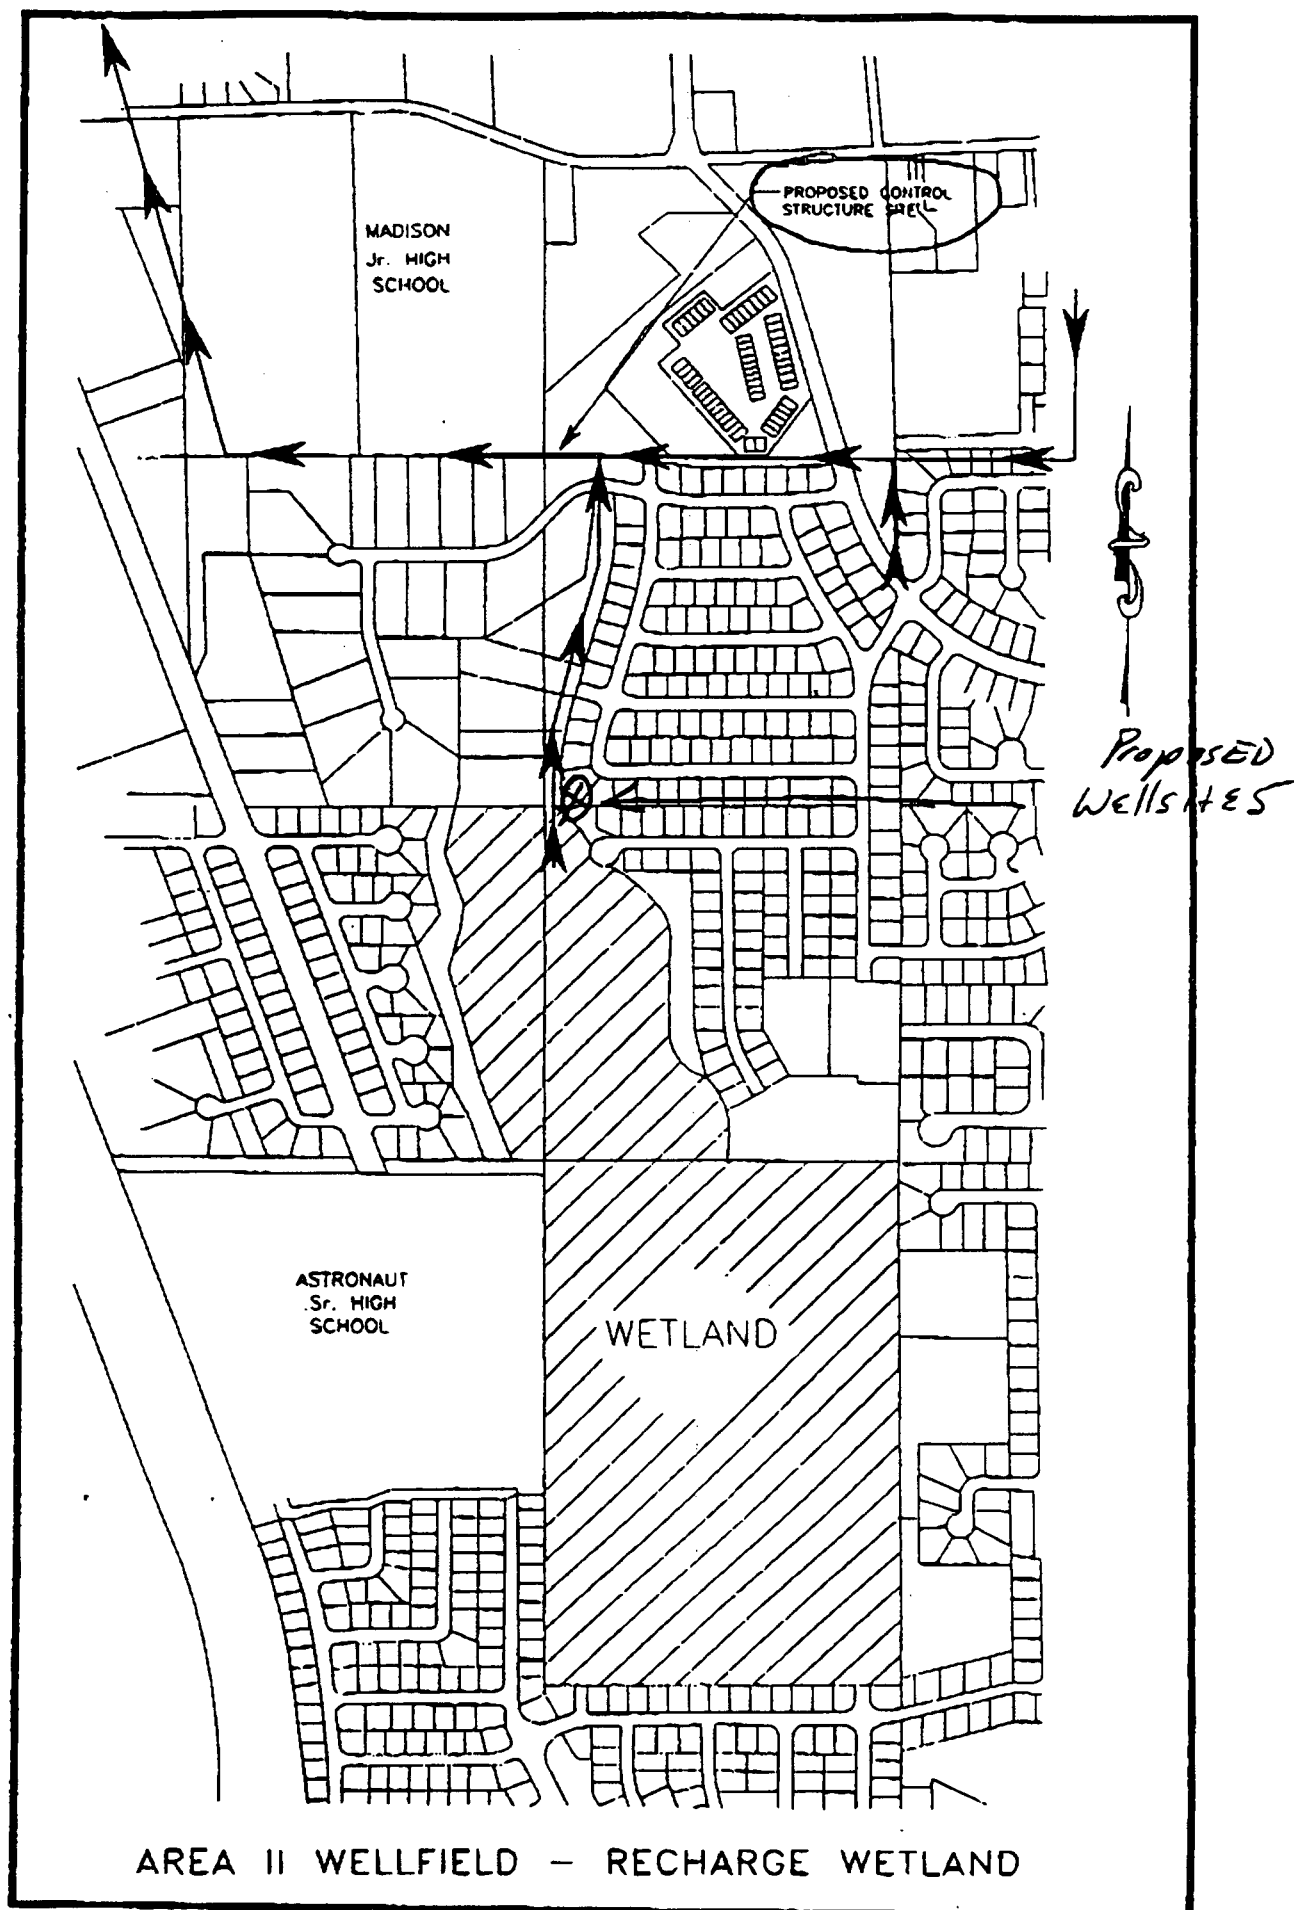 PROPOSED CONTROL
STRUCTURE SITE
MADISON
Jr. HIGH
SCHOOL
Proposed
Wellsites
ASTRONAUT
Sr. HIGH
SCHOOL
WETLAND
AREA II WELLFIELD – RECHARGE WETLAND